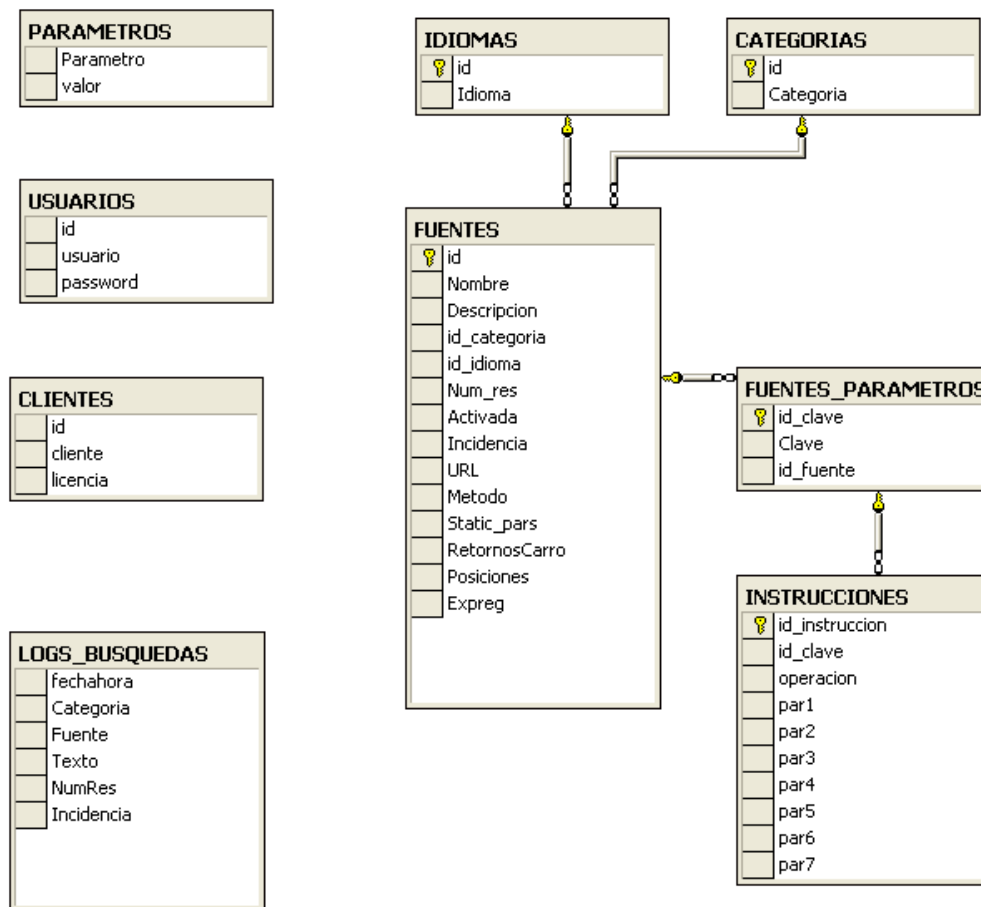 PARAMETROS
Parametro
valor
USUARIOS
id
usuario
password
CLIENTES
id
cliente
licencia
LOGS_BUSQUEDAS
fechahora
Categoria
Fuente
Texto
NumRes
Incidencia
IDIOMAS
id
Idioma
CATEGORIAS
id
Categoria
FUENTES
id
Nombre
Descripcion
id_categoria
id_idioma
Num_res
Activada
Incidencia
URL
Metodo
Static_pars
RetornosCarro
Posiciones
Expreg
FUENTES_PARAMETROS
id_clave
Clave
id_fuente
INSTRUCCIONES
id_instruccion
id_clave
operacion
par1
par2
par3
par4
par5
par6
par7